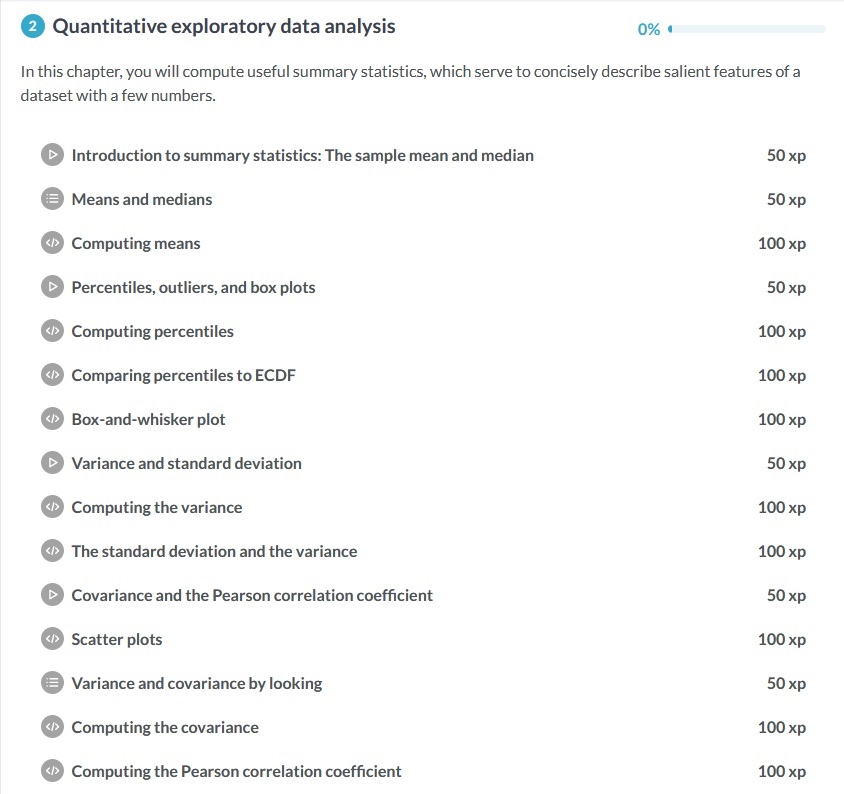 2 Quantitative exploratory data analysis 0%
In this chapter, you will compute useful summary statistics, which serve to concisely describe salient features of a
dataset with a few numbers.
Introduction to summary statistics: The sample mean and median 50 xp
Means and medians 50 xp
Computing means 100 xp
Percentiles, outliers, and box plots 50 xp
Computing percentiles 100 xp
Comparing percentiles to ECDF 100 xp
Box-and-whisker plot 100 xp
Variance and standard deviation 50 xp
Computing the variance 100 xp
The standard deviation and the variance 100 xp
Covariance and the Pearson correlation coefficient 50 xp
Scatter plots 100 xp
Variance and covariance by looking 50 xp
Computing the covariance 100 xp
Computing the Pearson correlation coefficient 100 xp